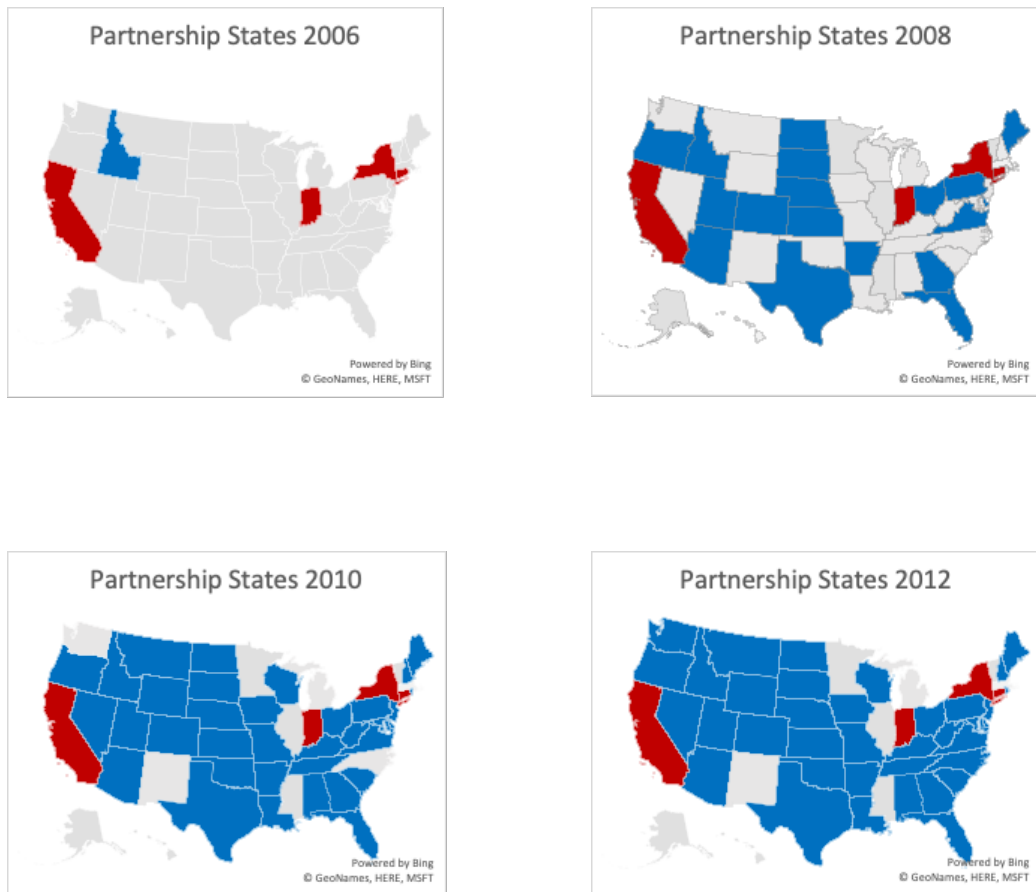 Partnership States 2006
Powered by Bing
© GeoNames, HERE, MSFT
Partnership States 2008
Powered by Bing
© GeoNames, HERE, MSFT
Partnership States 2010
Powered by Bing
© GeoNames, HERE, MSFT
Partnership States 2012
Powered by Bing
© GeoNames, HERE, MSFT